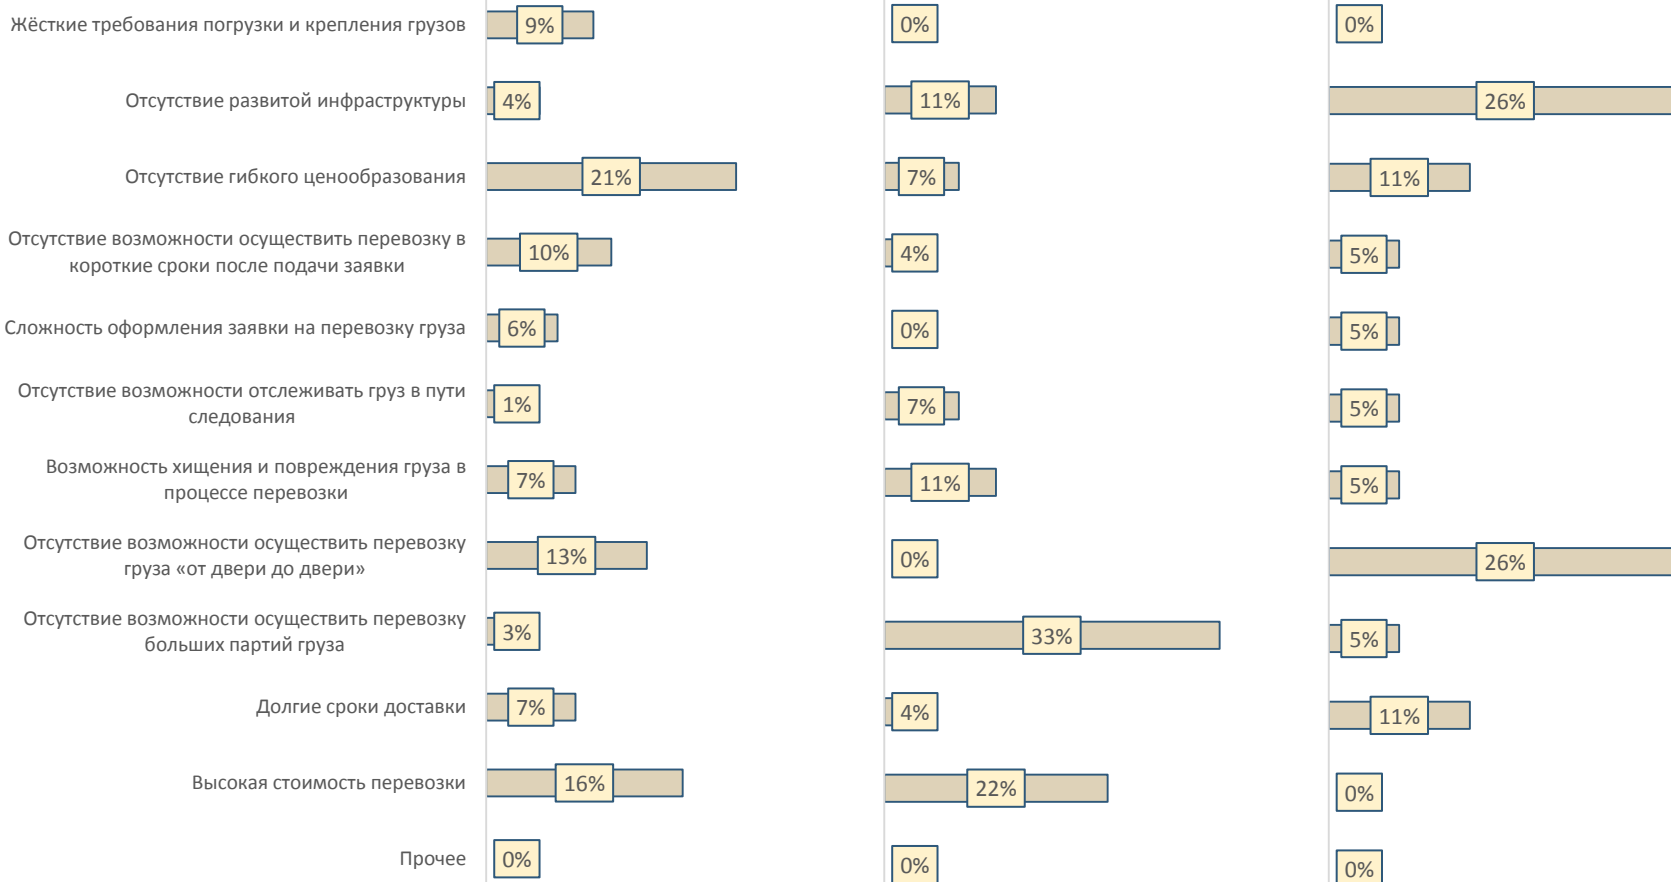 Жёсткие требования погрузки и крепления грузов 9% 0% 0%
Отсутствие развитой инфраструктуры 4% 11% 26%
Отсутствие гибкого ценообразования 21% 7% 11%
Отсутствие возможности осуществить перевозку в
короткие сроки после подачи заявки 10% 4% 5%
Сложность оформления заявки на перевозку груза 6% 0% 5%
Отсутствие возможности отслеживать груз в пути
следования 1% 7% 5%
Возможность хищения и повреждения груза в
процессе перевозки 7% 11% 5%
Отсутствие возможности осуществить перевозку
груза «от двери до двери» 13% 0% 26%
Отсутствие возможности осуществить перевозку
больших партий груза 3% 33% 5%
Долгие сроки доставки 7% 4% 11%
Высокая стоимость перевозки 16% 22% 0%
Прочее 0% 0% 0%